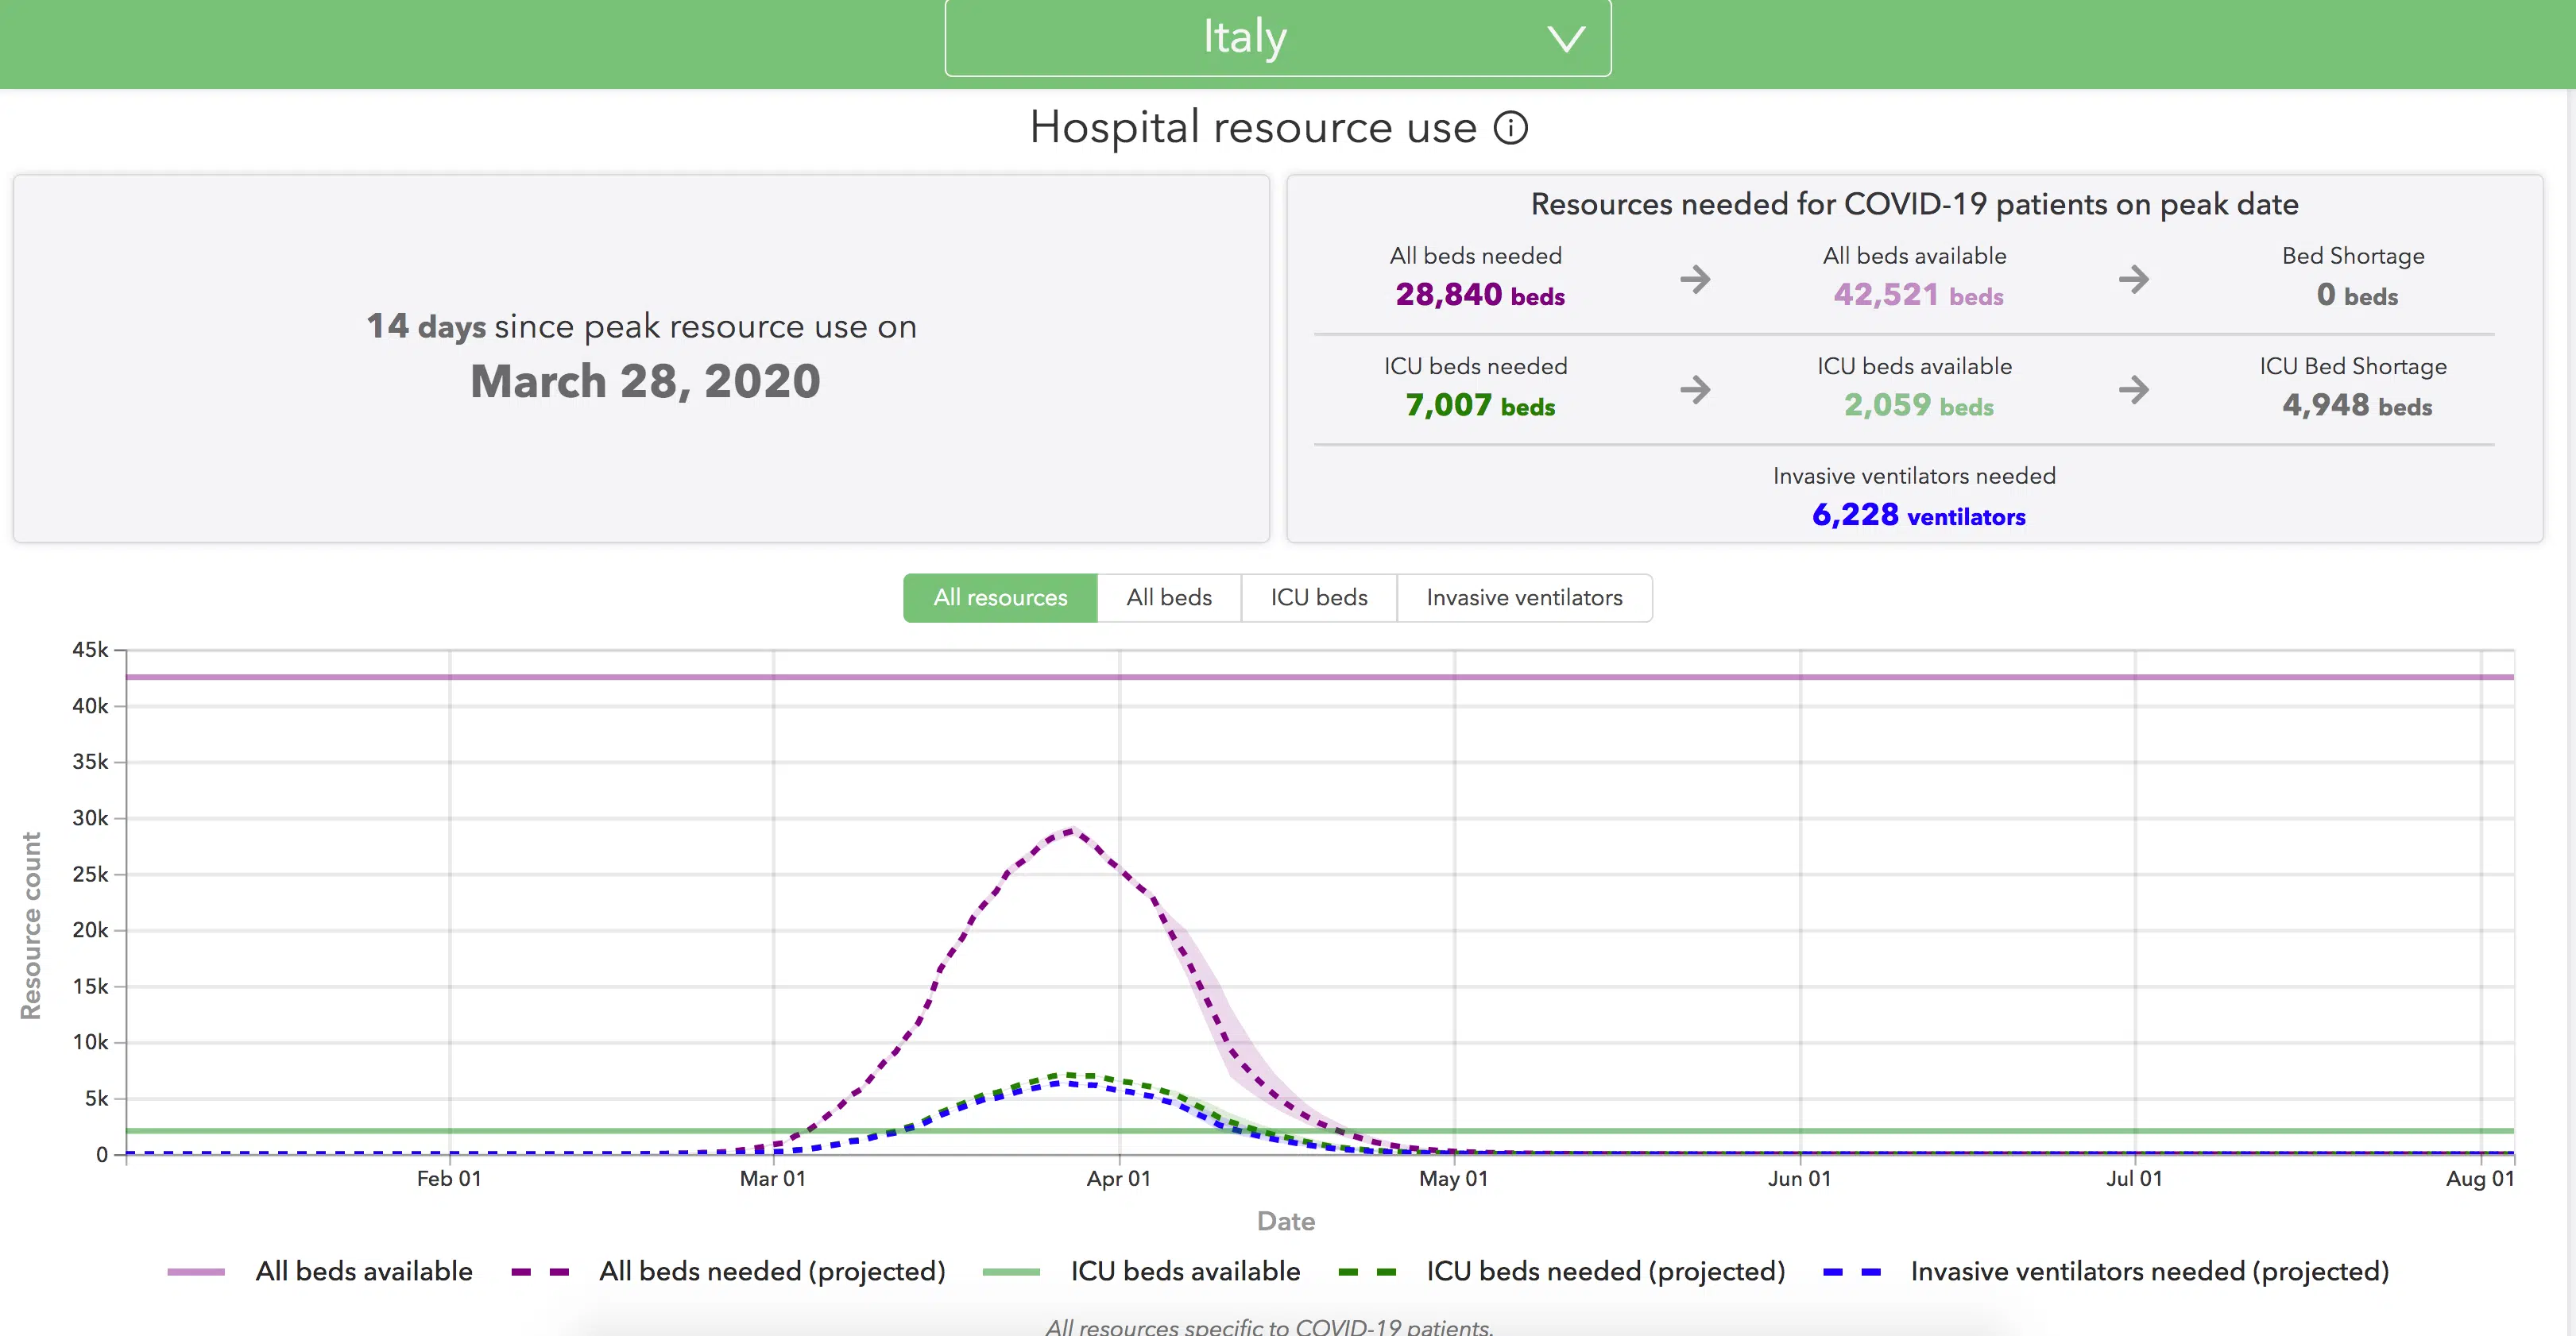 Italy
Hospital resource use
14 days since peak resource use on
March 28, 2020
Resources needed for COVID-19 patients on peak date
All beds needed
28,840 beds
All beds available
42,521 beds
Bed Shortage
0 beds
ICU beds needed
7,007 beds
ICU beds available
2,059 beds
ICU Bed Shortage
4,948 beds
Invasive ventilators needed
6,228 ventilators
All resources
All beds
ICU beds
Invasive ventilators
Resource count
45k
40k
35k
30k
25k
20k
15k
10k
5k
0
Feb 01
Mar 01
Apr 01
May 01
Jun 01
Jul 01
Aug 01
Date
All beds available
All beds needed (projected)
ICU beds available
ICU beds needed (projected)
Invasive ventilators needed (projected)
All resources specific to COVID-19 patients.